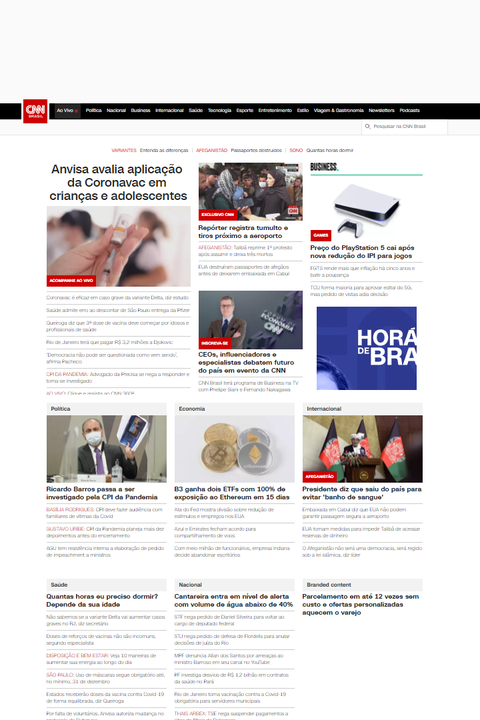 CNN
BRASIL
Ao Vivo
Política
Nacional
Business
Internacional
Saúde
Tecnologia
Esporte
Entretenimento
Estilo
Viagem & Gastronomia
Newsletters
Podcasts
Pesquisar na CNN Brasil
VARIANTES Entenda as diferenças | AFEGANISTÃO Passaportes destruídos | SONO Quantas horas dormir
Anvisa avalia aplicação
da Coronavac em
crianças e adolescentes
ACOMPANHE AO VIVO
Coronavac é eficaz em caso grave da variante Delta, diz estudo
Saúde admite erro ao descontar de São Paulo entrega da Pfizer
Queiroga diz que 3ª dose de vacina deve começar por idosos e
profissionais de saúde
Rio de Janeiro terá que pagar R$ 3,2 milhões a Djokovic
'Democracia não pode ser questionada como vem sendo',
afirma Pacheco
CPI DA PANDEMIA: Advogado da Precisa se nega a responder e
torna se investigado
EXCLUSIVO CNN
Repórter registra tumulto e
tiros próximo a aeroporto
AFEGANISTÃO: Talibã reprime 1º protesto
após assumir e deixa três mortos
EUA destruíram passaportes de afegãos
antes de deixarem embaixada em Cabul
INSCREVA-SE
CEOs, influenciadores e
especialistas debatem futuro
do país em evento da CNN
CNN Brasil terá programa de Business na TV
com Phelipe Siani e Fernando Nakagawa
BUSINESS.
GAMER
Preço do PlayStation 5 cai após
nova redução do IPI para jogos
FGTS rende mais que inflação há cinco anos e
bate a poupança
TCU forma maioria para aprovar edital do 5G,
mas pedido de vistas adia decisão
HORÁ
DE BRA
Política
Ricardo Barros passa a ser
investigado pela CPI da Pandemia
BASÍLIA RODRIGUES: CPI deve fazer audiência com
familiares de vítimas da Covid
GUSTAVO URIBE: CPI da Pandemia planeja mais dez
depoimentos antes do encerramento
AGU tem resistência interna a elaboração de pedido
de impeachment a ministros
Economia
B3 ganha dois ETFs com 100% de
exposição ao Ethereum em 15 dias
Ata do Fed mostra divisão sobre redução de
estímulos e empregos nos EUA
Azul e Emirates fecham acordo para
compartilhamento de voos
Com meio milhão de funcionários, empresa indiana
decide abandonar escritórios
Internacional
AFEGANISTÃO
Presidente diz que saiu do país para
evitar 'banho de sangue'
Embaixada em Cabul diz que EUA não podem
garantir passagem segura a aeroporto
EUA tomam medidas para impedir Talibã de acessar
reservas de dinheiro
O Afeganistão não será uma democracia, será regido
sob a lei islâmica, diz líder
Saúde
Quantas horas eu preciso dormir?
Depende da sua idade
Não sabemos se a variante Delta vai aumentar casos
graves no RJ, diz secretário
Doses de reforços de vacinas não são incomuns,
segundo especialista
DISPOSIÇÃO E BEM ESTAR: Veja 10 maneiras de
aumentar sua energia ao longo do dia
SÃO PAULO: Uso de máscaras segue obrigatório até,
no mínimo, 31 de dezembro
Estados receberão doses da vacina contra Covid-19
de forma equilibrada, diz Queiroga
Por falta de voluntários, Anvisa autoriza mudança no
Nacional
Cantareira entra em nível de alerta
com volume de água abaixo de 40%
STF nega pedido de Daniel Silveira para voltar ao
cargo de deputado federal
STJ nega pedido de defesa de Flordelis para anular
decisões de juíza do Rio
MPF denuncia Allan dos Santos por ameaças ao
ministro Barroso em seu canal no YouTube
PF investiga desvios de R$ 1,2 bilhão em contratos
da saúde no Pará
Rio de Janeiro torna vacinação contra a Covid-19
obrigatória para servidores municipais
THAIS ARBEX: TSE nega suspender pagamentos a
Branded content
Parcelamento em até 12 vezes sem
custo e ofertas personalizadas
aquecem o varejo